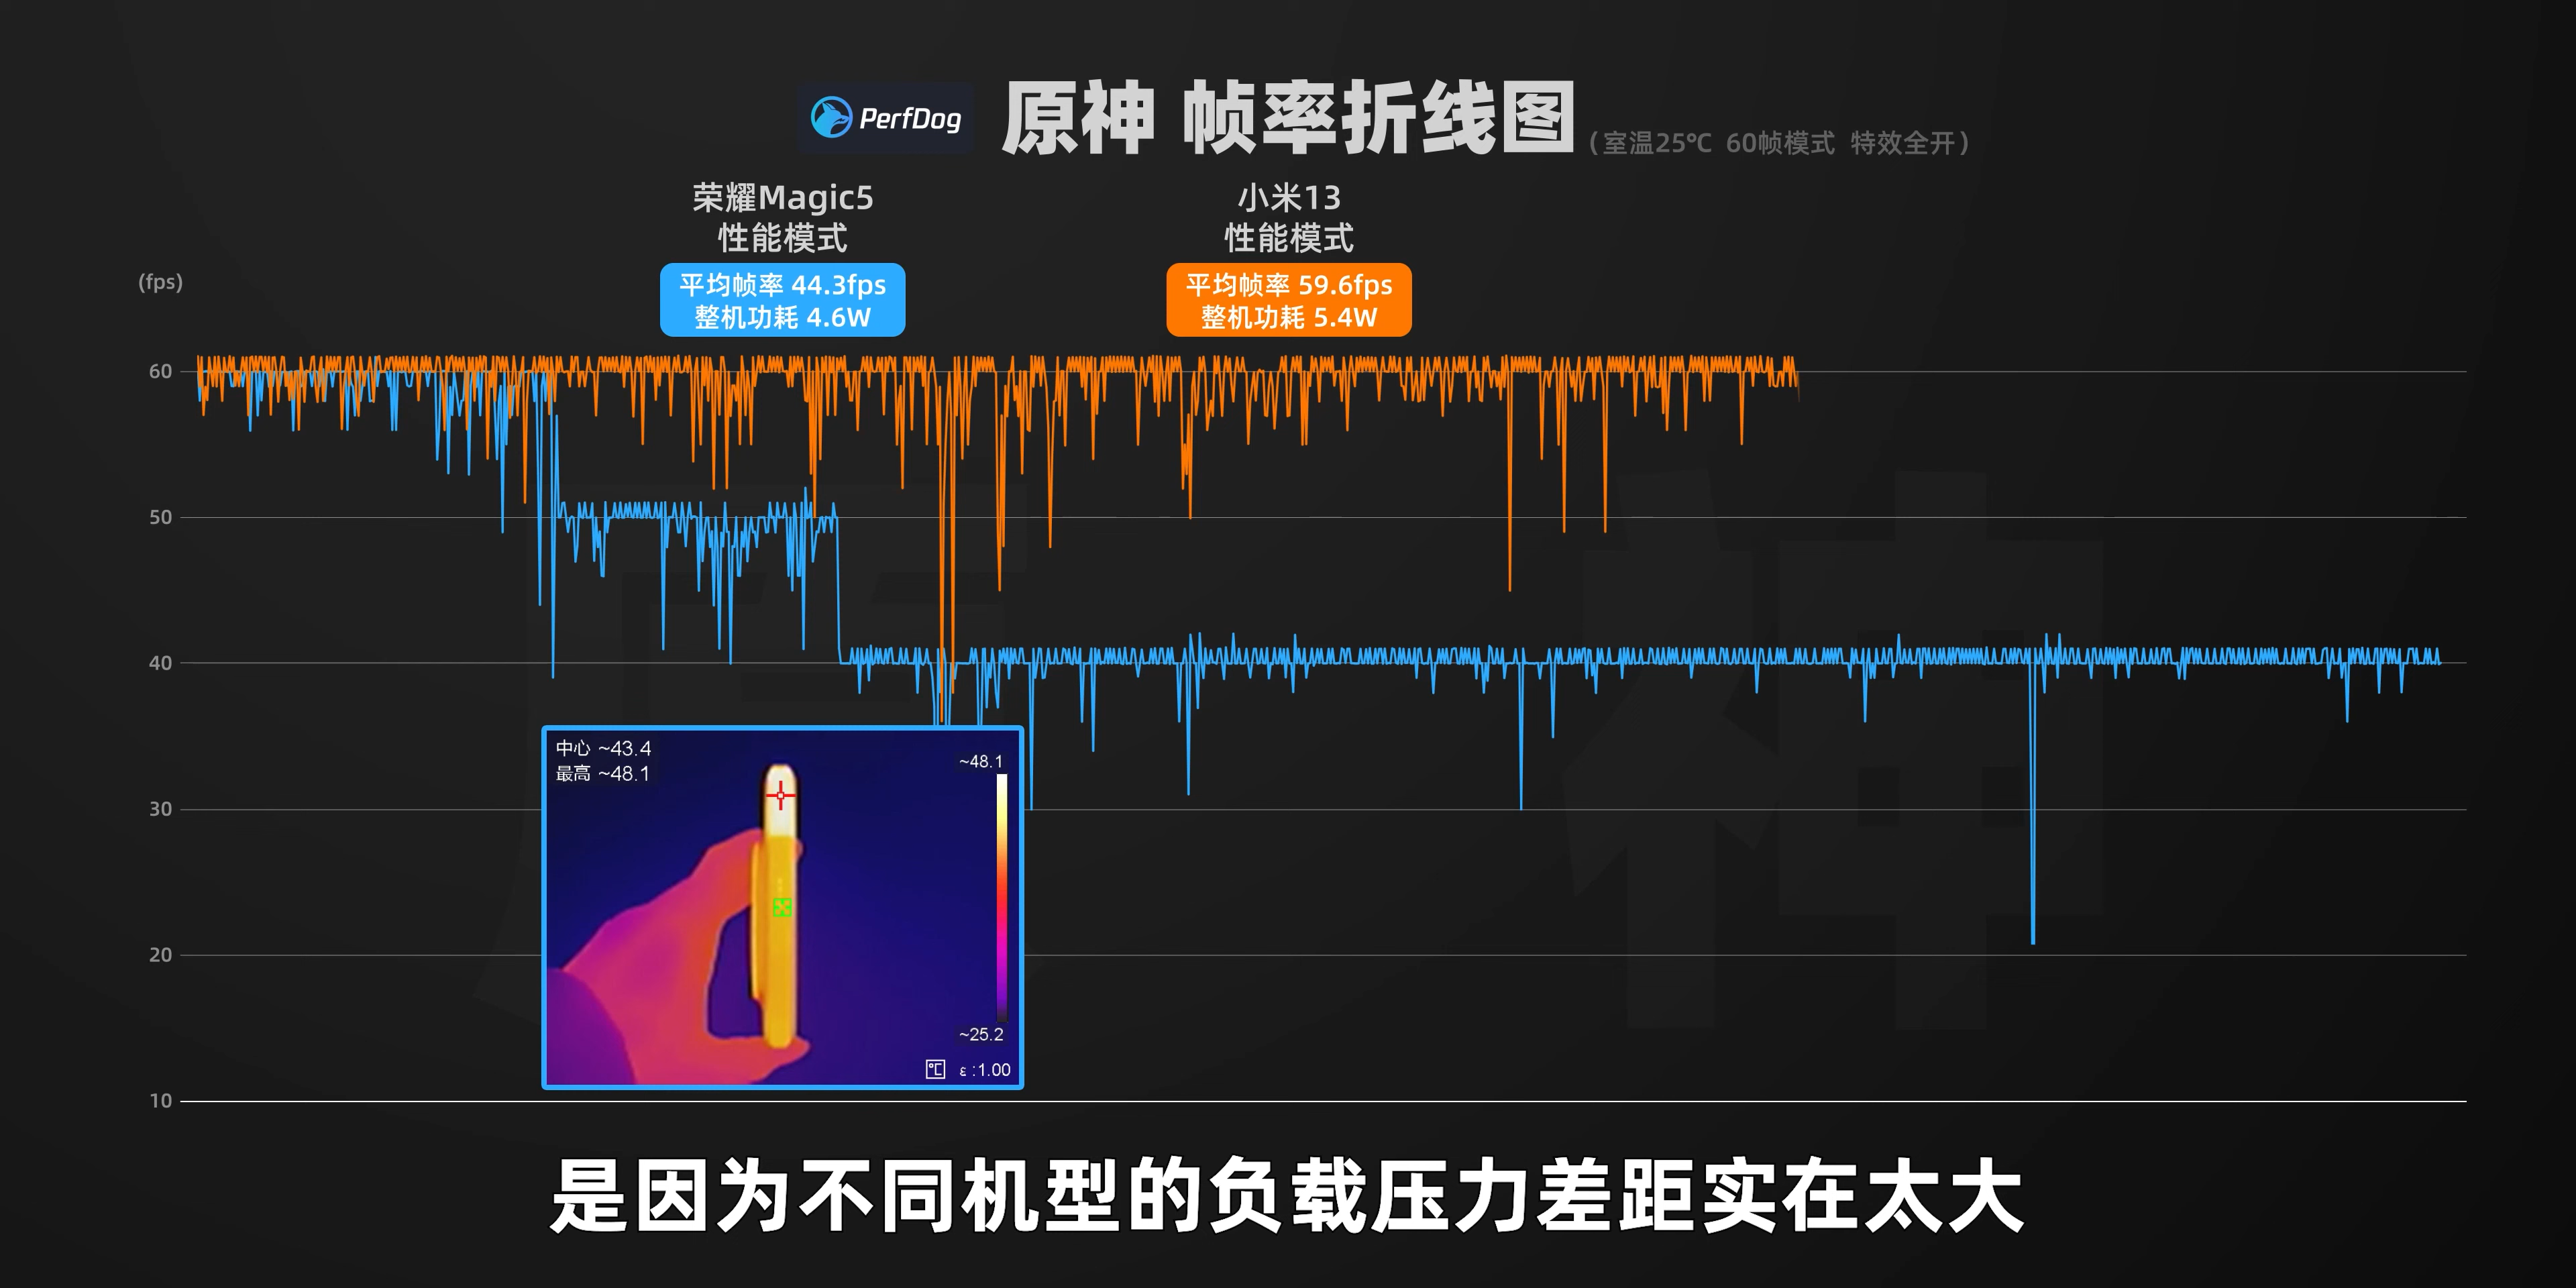 PerfDog
原神 帧率折线图
（室温25℃ 60帧模式 特效全开）
荣耀Magic5
性能模式
平均帧率 44.3fps
整机功耗 4.6W
小米13
性能模式
平均帧率 59.6fps
整机功耗 5.4W
(fps)
60
50
40
30
20
10
原神
中心 ~43.4
最高 ~48.1
~48.1
~25.2
℃ ε :1.00
是因为不同机型的负载压力差距实在太大